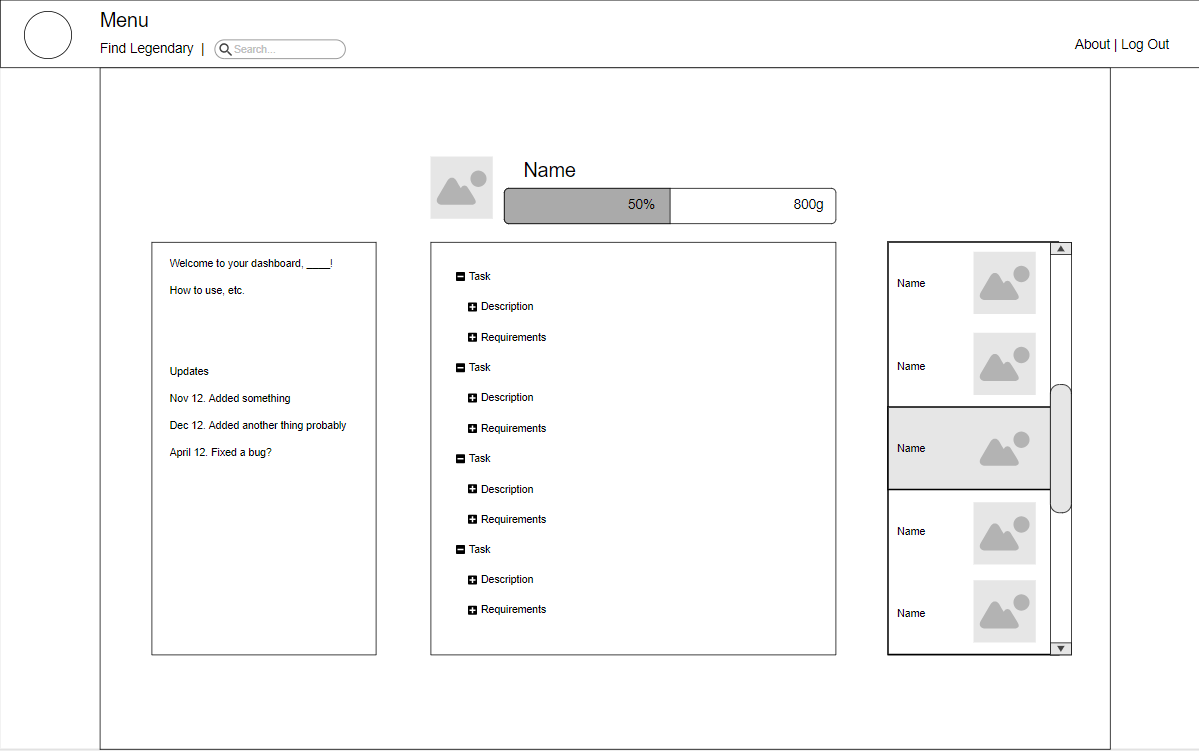 Menu
Find Legendary | Search...
About | Log Out
Name
50% 800g
Welcome to your dashboard, ____!
How to use, etc.
Updates
Nov 12. Added something
Dec 12. Added another thing probably
April 12. Fixed a bug?
Task
Description
Requirements
Task
Description
Requirements
Task
Description
Requirements
Task
Description
Requirements
Name
Name
Name
Name
Name